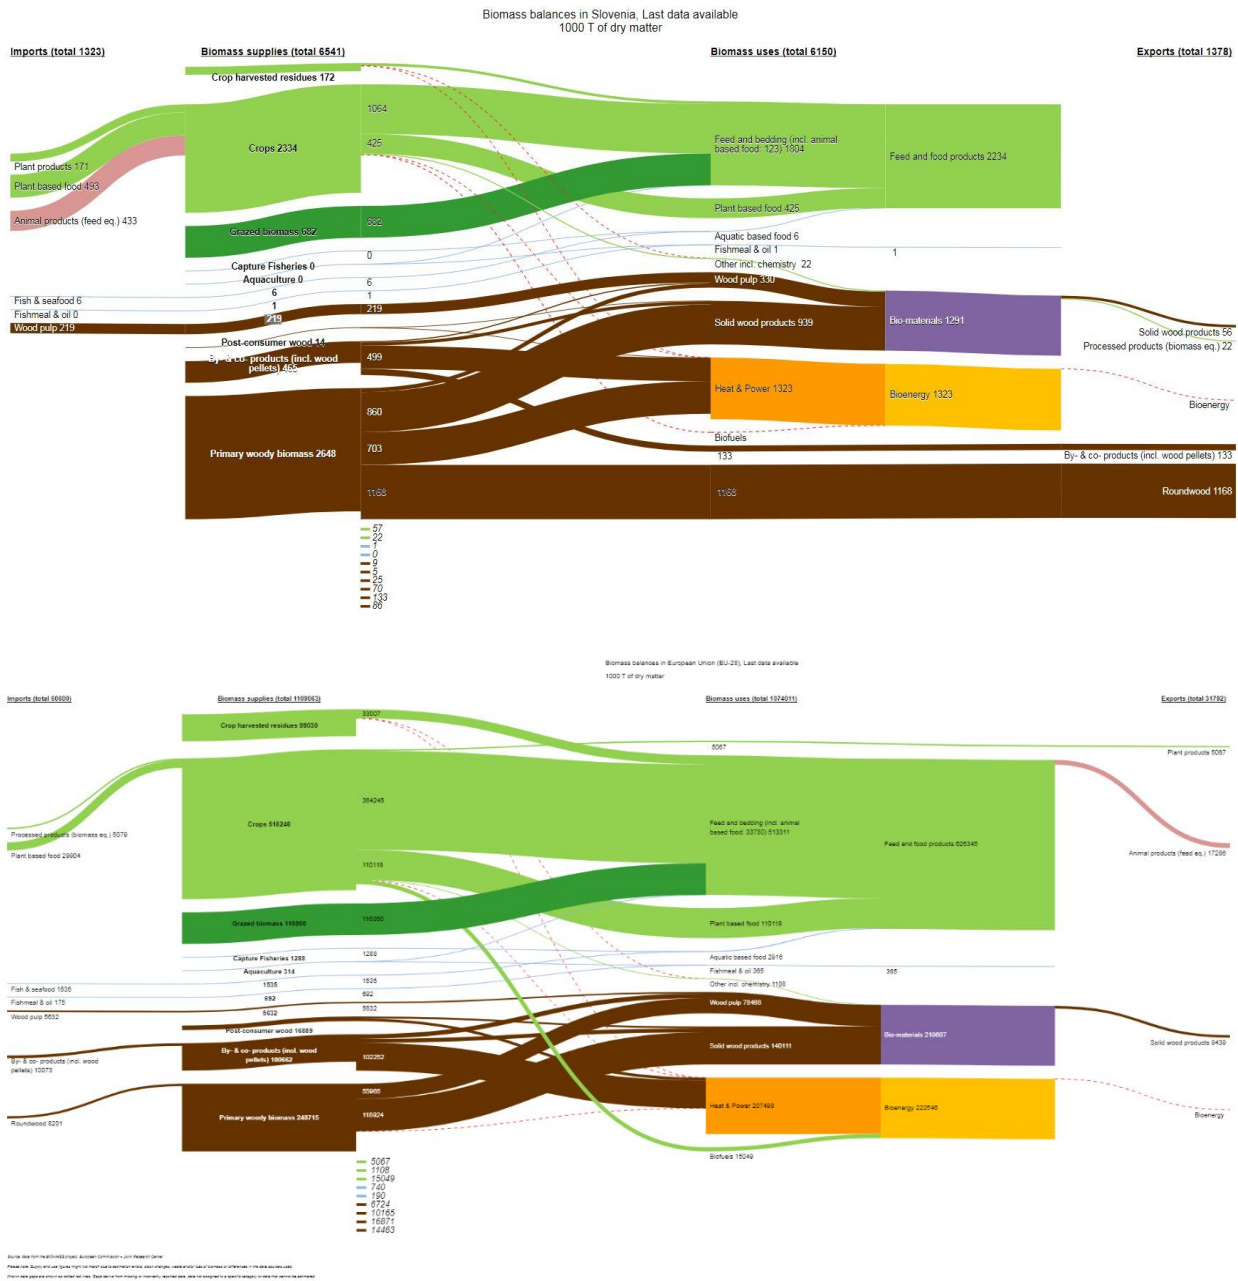 Biomass balances in Slovenia, Last data available
1000 T of dry matter
Imports (total 1323)
Biomass supplies (total 6541)
Biomass uses (total 6150)
Exports (total 1378)
Crop harvested residues 172
1064
Feed and bedding (incl. animal
based food: 123) 1804
425
Crops 2334
Feed and food products 2234
Plant products 171
Plant based food 493
Plant based food 425
Animal products (feed eq.) 433
682
Grazed biomass 682
Aquatic based food 6
Fishmeal & oil 1
1
0
Capture Fisheries 0
Other incl. chemistry 22
Aquaculture 0
6
Wood pulp 330
6
1
Fish & seafood 6
1
219
Fishmeal & oil 0
219
Wood pulp 219
Solid wood products 939
Bio-materials 1291
Solid wood products 56
Post-consumer wood 14
Processed products (biomass eq.) 22
By- & co- products (incl. wood
pellets) 465
499
Heat & Power 1323
Bioenergy 1323
Bioenergy
860
Biofuels
703
Primary woody biomass 2648
133
By- & co- products (incl. wood pellets) 133
1168
1168
Roundwood 1168
57
22
1
0
9
5
25
70
133
86
Biomass balances in European Union (EU-28), Last data available
1000 T of dry matter
Imports (total 60600)
Biomass supplies (total 1109063)
Biomass uses (total 1074011)
Exports (total 31792)
33007
Crop harvested residues 99030
5067
Plant products 5067
384245
Crops 518240
Feed and bedding (incl. animal
based food: 33730) 513311
Processed products (biomass eq.) 5079
Feed and food products 626345
Plant based food 29904
Animal products (feed eq.) 17286
110118
Plant based food 110118
Grazed biomass
Capture Fisheries 1288
1288
Aquatic based food 2916
Aquaculture 314
Fishmeal & oil 365
365
1535
1535
Fish & seafood 1535
Other incl. chemistry 1108
692
692
Fishmeal & oil 175
5632
5632
Wood pulp 5632
Wood pulp 79488
Post-consumer wood 16889
Bio-materials 219687
Solid wood products 140111
Solid wood products 9439
By- & co- products (incl. wood
pellets) 100652
102252
By- & co- products (incl. wood
pellets) 10073
55965
Heat & Power 207498
Bioenergy 222546
Primary woody biomass 248715
118924
Bioenergy
Roundwood 8201
Biofuels 15049
5067
1108
15049
740
190
6724
10165
16871
14463